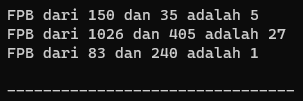 FPB dari 150 dan 35 adalah 5
FPB dari 1026 dan 405 adalah 27
FPB dari 83 dan 240 adalah 1
________________________________